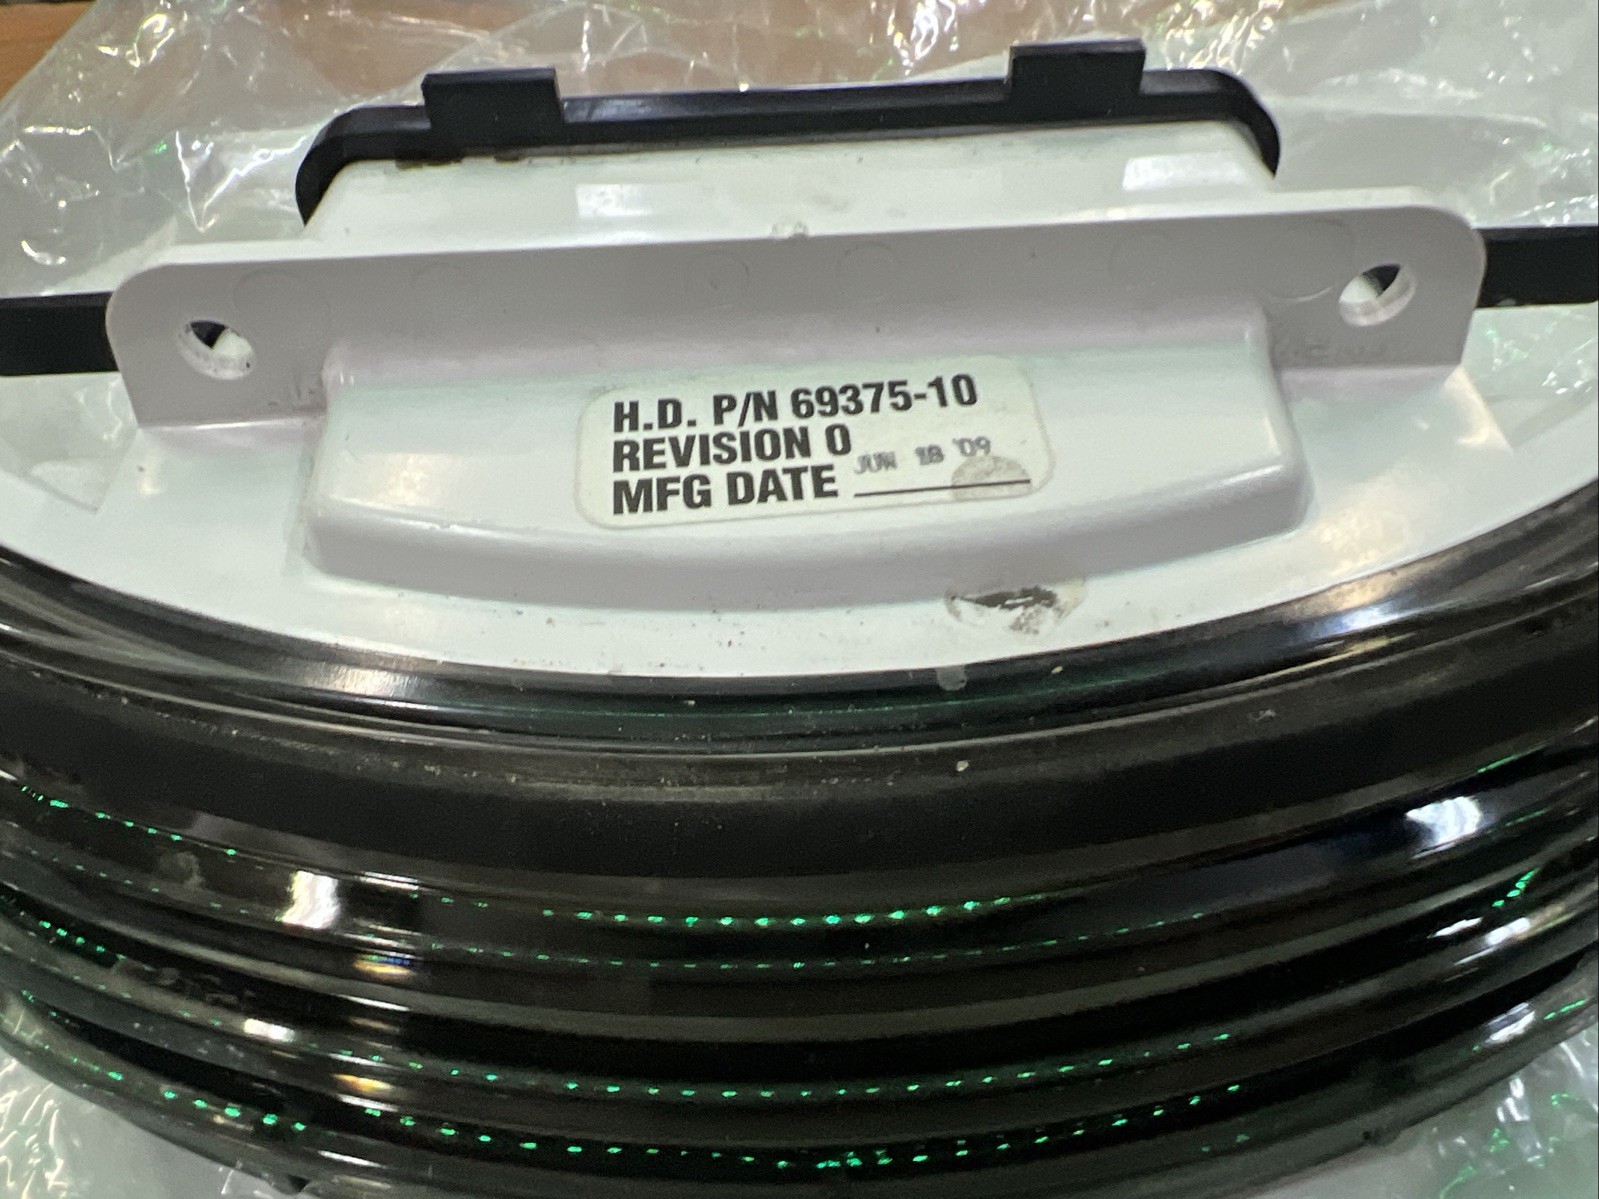 H.D. P/N 69375-10
REVISION 0
MFG DATE JUN 18 '09